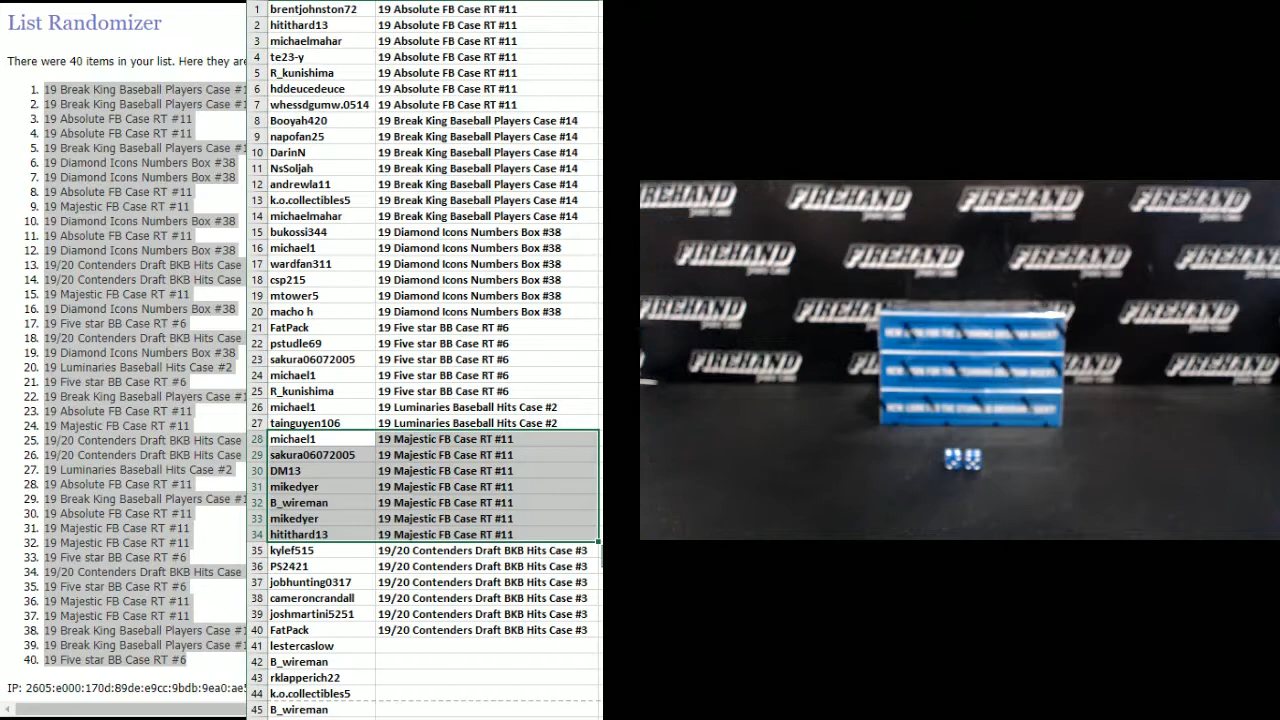 List Randomizer
There were 40 items in your list. Here they are
1. 19 Break King Baseball Players Case #1
2. 19 Break King Baseball Players Case #1
3. 19 Absolute FB Case RT #11
4. 19 Absolute FB Case RT #11
5. 19 Break King Baseball Players Case #1
6. 19 Diamond Icons Numbers Box #38
7. 19 Diamond Icons Numbers Box #38
8. 19 Absolute FB Case RT #11
9. 19 Majestic FB Case RT #11
10. 19 Diamond Icons Numbers Box #38
11. 19 Absolute FB Case RT #11
12. 19 Diamond Icons Numbers Box #38
13. 19/20 Contenders Draft BKB Hits Case
14. 19/20 Contenders Draft BKB Hits Case
15. 19 Majestic FB Case RT #11
16. 19 Diamond Icons Numbers Box #38
17. 19 Five star BB Case RT #6
18. 19/20 Contenders Draft BKB Hits Case
19. 19 Diamond Icons Numbers Box #38
20. 19 Luminaries Baseball Hits Case #2
21. 19 Five star BB Case RT #6
22. 19 Break King Baseball Players Case #1
23. 19 Absolute FB Case RT #11
24. 19 Majestic FB Case RT #11
25. 19/20 Contenders Draft BKB Hits Case
26. 19/20 Contenders Draft BKB Hits Case
27. 19 Luminaries Baseball Hits Case #2
28. 19 Absolute FB Case RT #11
29. 19 Break King Baseball Players Case #1
30. 19 Absolute FB Case RT #11
31. 19 Majestic FB Case RT #11
32. 19 Majestic FB Case RT #11
33. 19 Five star BB Case RT #6
34. 19/20 Contenders Draft BKB Hits Case
35. 19 Five star BB Case RT #6
36. 19 Majestic FB Case RT #11
37. 19 Majestic FB Case RT #11
38. 19 Break King Baseball Players Case #1
39. 19 Break King Baseball Players Case #1
40. 19 Five star BB Case RT #6
IP: 2605:e000:170d:89de:e9cc:9bdb:9ea0:ae5
1 brentjohnston72 19 Absolute FB Case RT #11
2 hitithard13 19 Absolute FB Case RT #11
3 michaelmahar 19 Absolute FB Case RT #11
4 te23-y 19 Absolute FB Case RT #11
5 R_kunishima 19 Absolute FB Case RT #11
6 hddeucedeuce 19 Absolute FB Case RT #11
7 whessdgumw.0514 19 Absolute FB Case RT #11
8 Booyah420 19 Break King Baseball Players Case #14
9 napofan25 19 Break King Baseball Players Case #14
10 DarinN 19 Break King Baseball Players Case #14
11 NsSoljah 19 Break King Baseball Players Case #14
12 andrewla11 19 Break King Baseball Players Case #14
13 k.o.collectibles5 19 Break King Baseball Players Case #14
14 michaelmahar 19 Break King Baseball Players Case #14
15 bukossi344 19 Diamond Icons Numbers Box #38
16 michael1 19 Diamond Icons Numbers Box #38
17 wardfan311 19 Diamond Icons Numbers Box #38
18 csp215 19 Diamond Icons Numbers Box #38
19 mtower5 19 Diamond Icons Numbers Box #38
20 macho h 19 Diamond Icons Numbers Box #38
21 FatPack 19 Five star BB Case RT #6
22 pstudle69 19 Five star BB Case RT #6
23 sakura06072005 19 Five star BB Case RT #6
24 michael1 19 Five star BB Case RT #6
25 R_kunishima 19 Five star BB Case RT #6
26 michael1 19 Luminaries Baseball Hits Case #2
27 tainguyen106 19 Luminaries Baseball Hits Case #2
28 michael1 19 Majestic FB Case RT #11
29 sakura06072005 19 Majestic FB Case RT #11
30 DM13 19 Majestic FB Case RT #11
31 mikedyer 19 Majestic FB Case RT #11
32 B_wireman 19 Majestic FB Case RT #11
33 mikedyer 19 Majestic FB Case RT #11
34 hitithard13 19 Majestic FB Case RT #11
35 kylef515 19/20 Contenders Draft BKB Hits Case #3
36 PS2421 19/20 Contenders Draft BKB Hits Case #3
37 jobhunting0317 19/20 Contenders Draft BKB Hits Case #3
38 cameroncrandall 19/20 Contenders Draft BKB Hits Case #3
39 joshmartini5251 19/20 Contenders Draft BKB Hits Case #3
40 FatPack 19/20 Contenders Draft BKB Hits Case #3
41 lestercaslow
42 B_wireman
43 rklapperich22
44 k.o.collectibles5
45 B_wireman
FIREHAND FIREHAND FIREHAND FIREHAND
FIREHAND FIREHAND FIREHAND FIREHAND
FIREHAND FIREHAND FIREHAND
FIREHAND FIREHAND FIREHAND